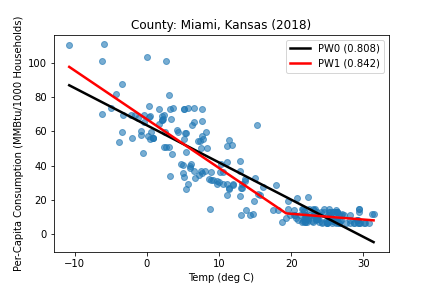 County: Miami, Kansas (2018)
Per-Capita Consumption (MMBtu/1000 Households)
100
80
60
40
20
0
PW0 (0.808)
PW1 (0.842)
−10
0
10
20
30
Temp (deg C)